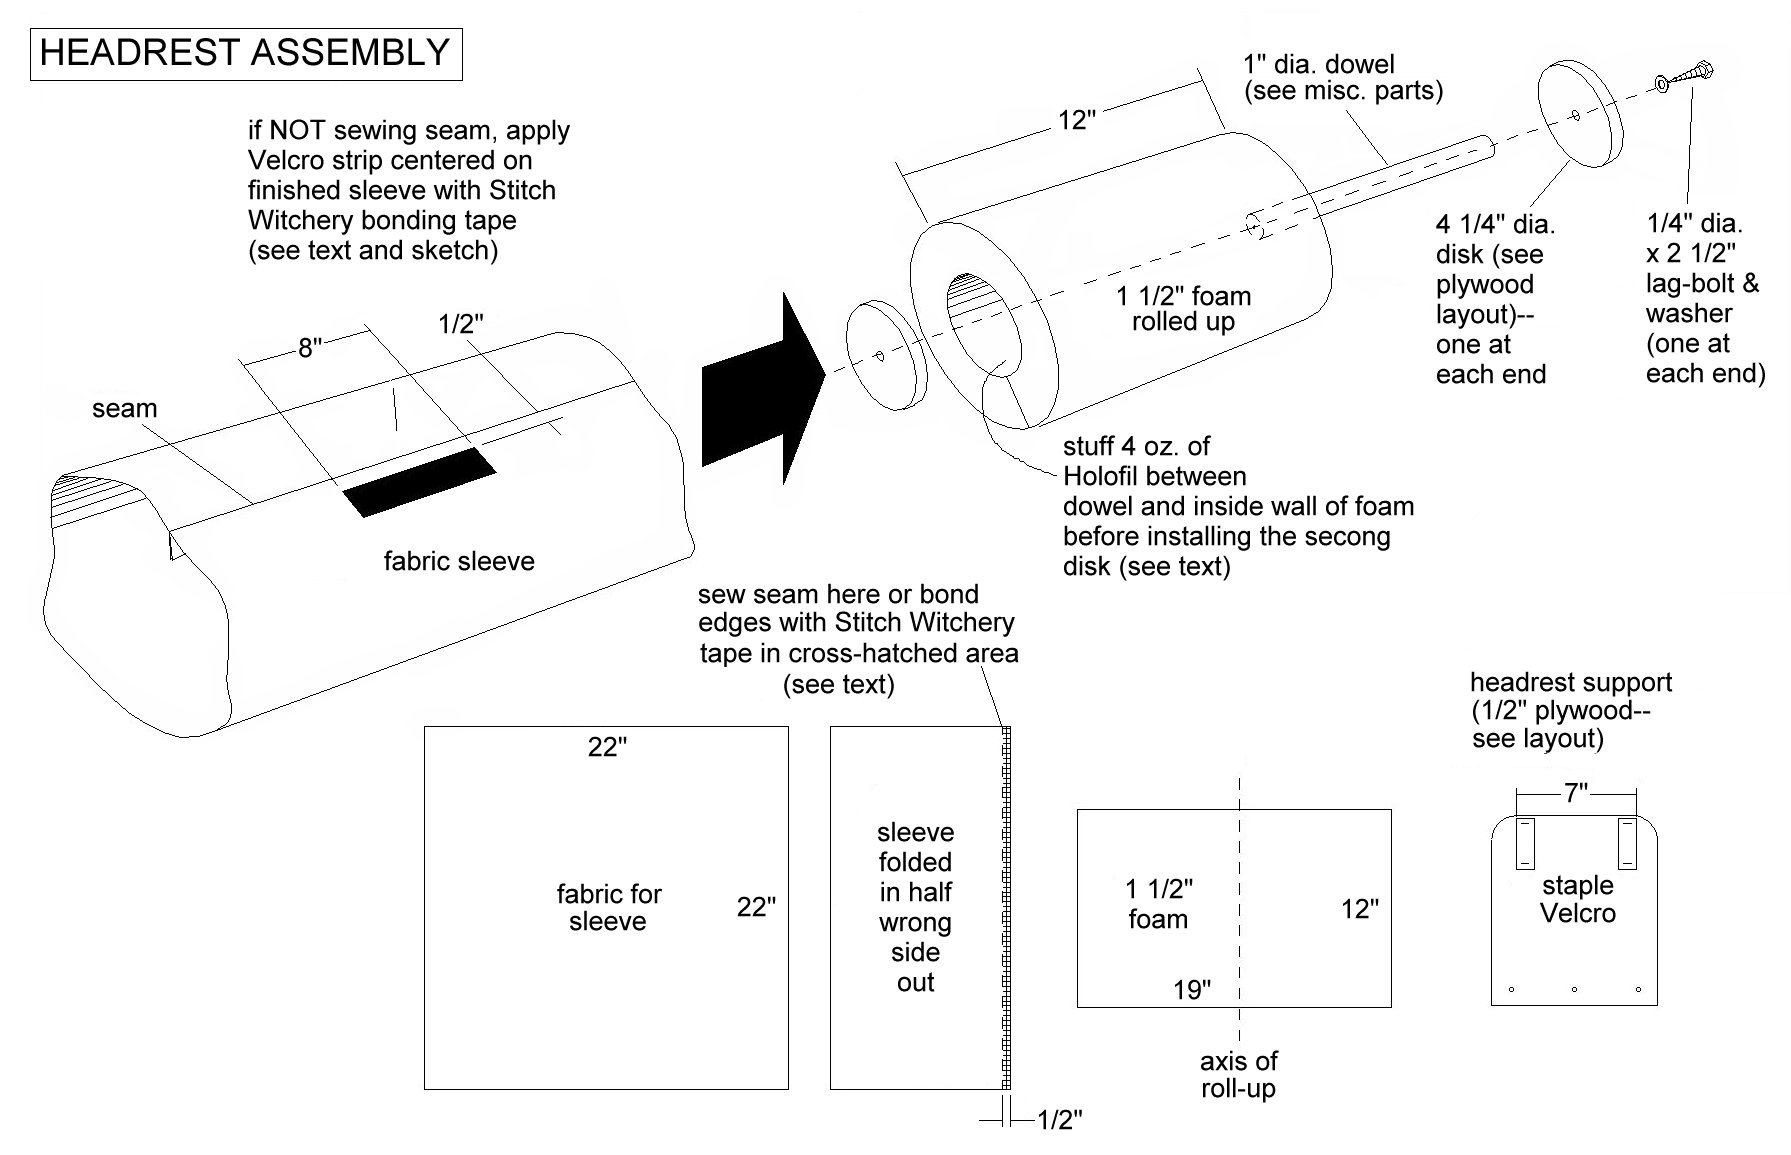 HEADREST ASSEMBLY
if NOT sewing seam, apply
Velcro strip centered on
finished sleeve with Stitch
Witchery bonding tape
(see text and sketch)
8"
1/2"
seam
fabric sleeve
12"
1" dia. dowel
(see misc. parts)
1 1/2" foam
rolled up
4 1/4" dia.
disk (see
plywood
layout)--
one at
each end
1/4" dia.
x 2 1/2"
lag-bolt &
washer
(one at
each end)
stuff 4 oz. of
Holofil between
dowel and inside wall of foam
before installing the secong
disk (see text)
sew seam here or bond
edges with Stitch Witchery
tape in cross-hatched area
(see text)
22"
fabric for
sleeve
22"
sleeve
folded
in half
wrong
side
out
1/2"
1 1/2"
foam
12"
19"
axis of
roll-up
headrest support
(1/2" plywood--
see layout)
7"
staple
Velcro